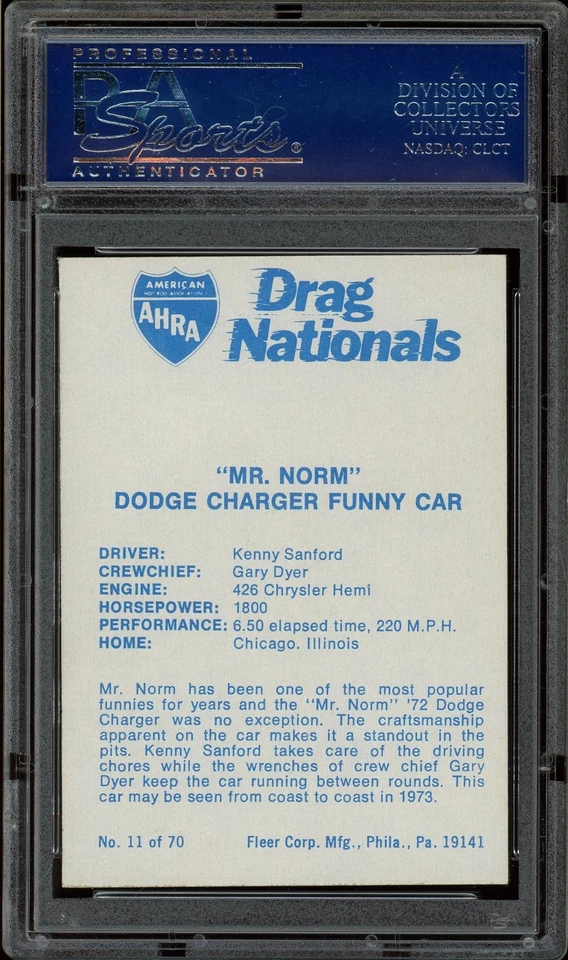 PROFESSIONAL
PSA
Sports®
AUTHENTICATOR
A
DIVISION OF
COLLECTORS
UNIVERSE
NASDAQ: CLCT
AMERICAN
HOT ROD ASSOCIATION
AHRA
Drag
Nationals
“MR. NORM”
DODGE CHARGER FUNNY CAR
DRIVER: Kenny Sanford
CREWCHIEF: Gary Dyer
ENGINE: 426 Chrysler Hemi
HORSEPOWER: 1800
PERFORMANCE: 6.50 elapsed time, 220 M.P.H.
HOME: Chicago, Illinois
Mr. Norm has been one of the most popular
funnies for years and the “Mr. Norm” ’72 Dodge
Charger was no exception. The craftsmanship
apparent on the car makes it a standout in the
pits. Kenny Sanford takes care of the driving
chores while the wrenches of crew chief Gary
Dyer keep the car running between rounds. This
car may be seen from coast to coast in 1973.
No. 11 of 70 Fleer Corp. Mfg., Phila., Pa. 19141